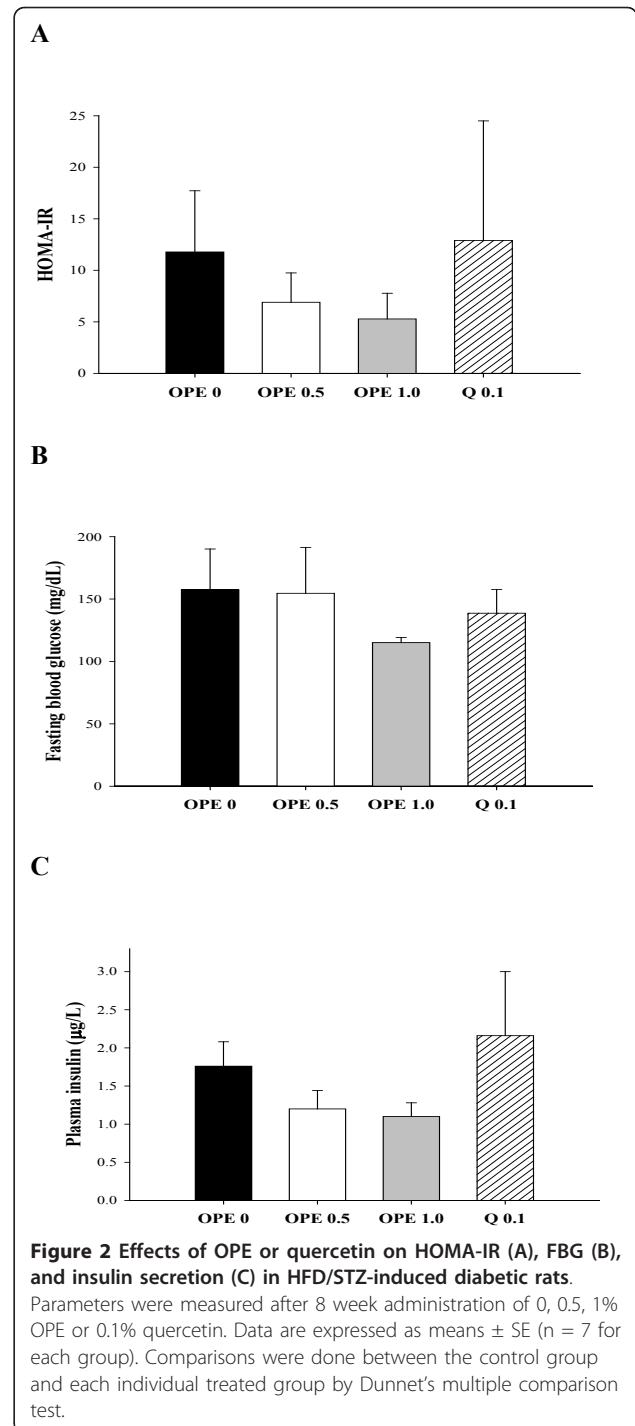 A
25
20
15
10
5
0
HOMA-IR
OPE 0 OPE 0.5 OPE 1.0 Q 0.1
B
200
150
100
50
0
Fasting blood glucose (mg/dL)
OPE 0 OPE 0.5 OPE 1.0 Q 0.1
C
3.0
2.5
2.0
1.5
1.0
0.5
0.0
Plasma insulin (µg/L)
OPE 0 OPE 0.5 OPE 1.0 Q 0.1
Figure 2 Effects of OPE or quercetin on HOMA-IR (A), FBG (B),
and insulin secretion (C) in HFD/STZ-induced diabetic rats.
Parameters were measured after 8 week administration of 0, 0.5, 1%
OPE or 0.1% quercetin. Data are expressed as means ± SE (n = 7 for
each group). Comparisons were done between the control group
and each individual treated group by Dunnet's multiple comparison
test.